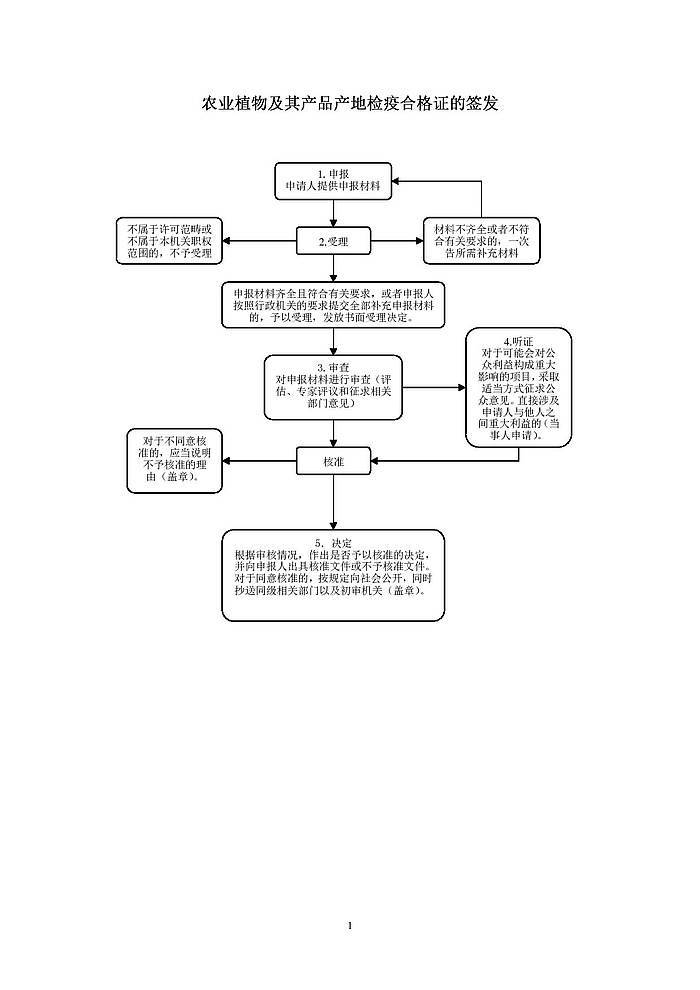 农业植物及其产品产地检疫合格证的签发
1.申报
申请人提供申报材料
不属于许可范畴或
不属于本机关职权
范围的，不予受理
2.受理
材料不齐全或者不符
合有关要求的，一次
告所需补充材料
申报材料齐全且符合有关要求，或者申报人
按照行政机关的要求提交全部补充申报材料
的，予以受理，发放书面受理决定。
3.审查
对申报材料进行审查（评
估、专家评议和征求相关
部门意见）
4.听证
对于可能会对公
众利益构成重大
影响的项目，采取
适当方式征求公
众意见。直接涉及
申请人与他人之
间重大利益的（当
事人申请）。
对于不同意核
准的，应当说明
不予核准的理
由（盖章）。
核准
5．决定
根据审核情况，作出是否予以核准的决定，
并向申报人出具核准文件或不予核准文件。
对于同意核准的，按规定向社会公开，同时
抄送同级相关部门以及初审机关（盖章）。
1